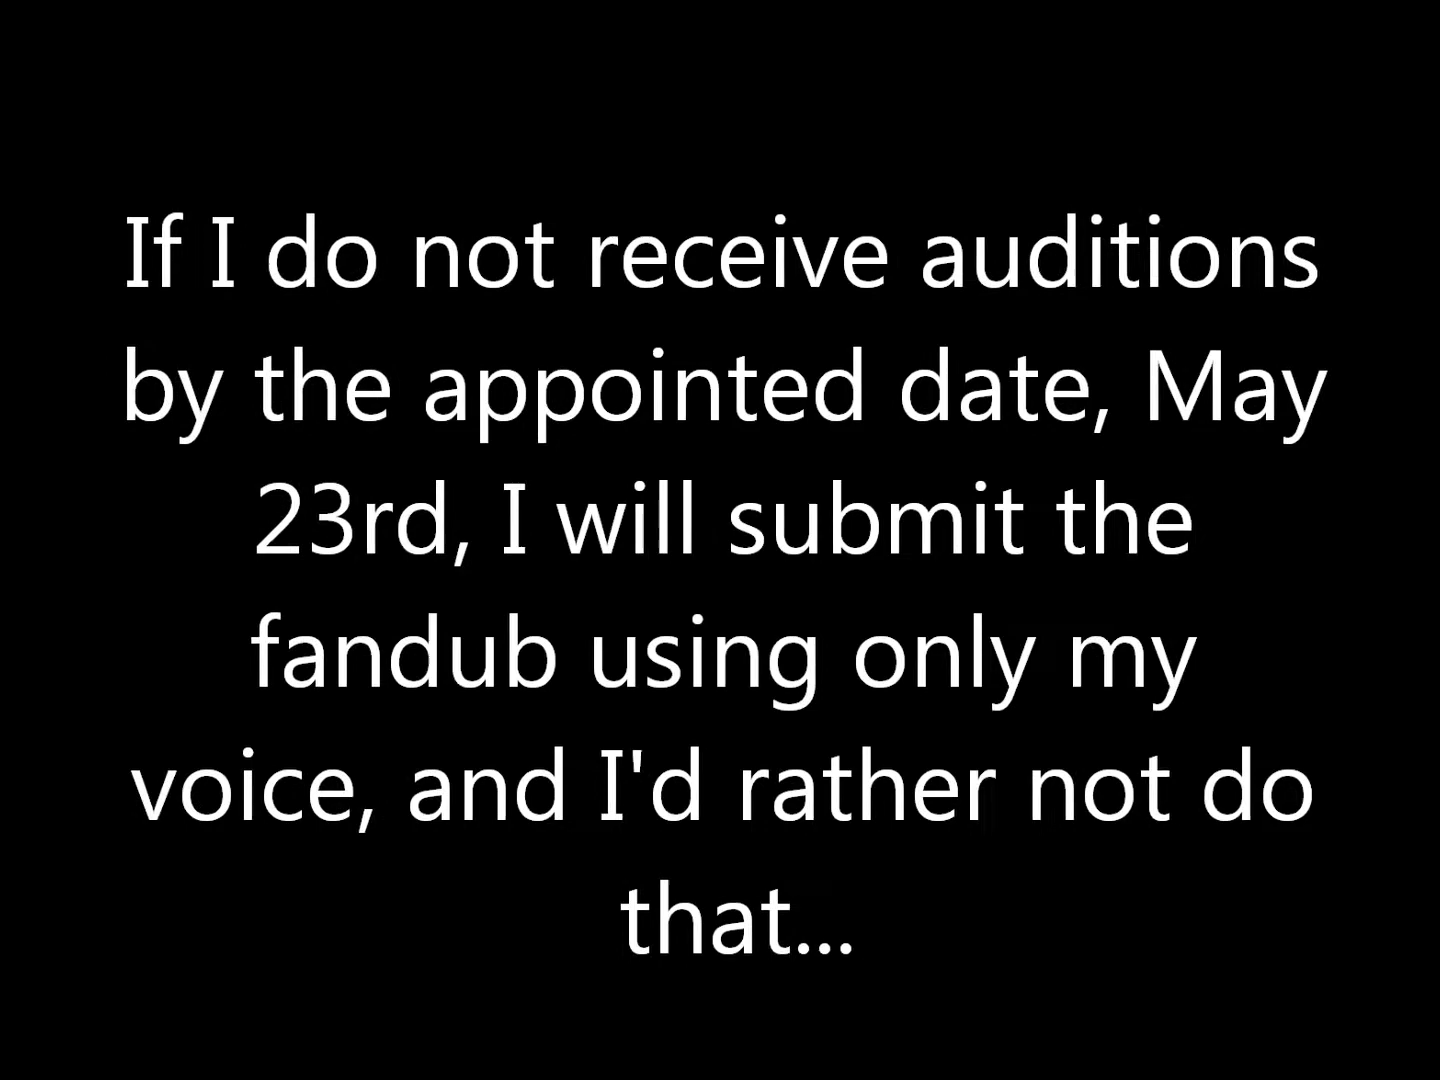 If I do not receive auditions
by the appointed date, May
23rd, I will submit the
fandub using only my
voice, and I'd rather not do
that...